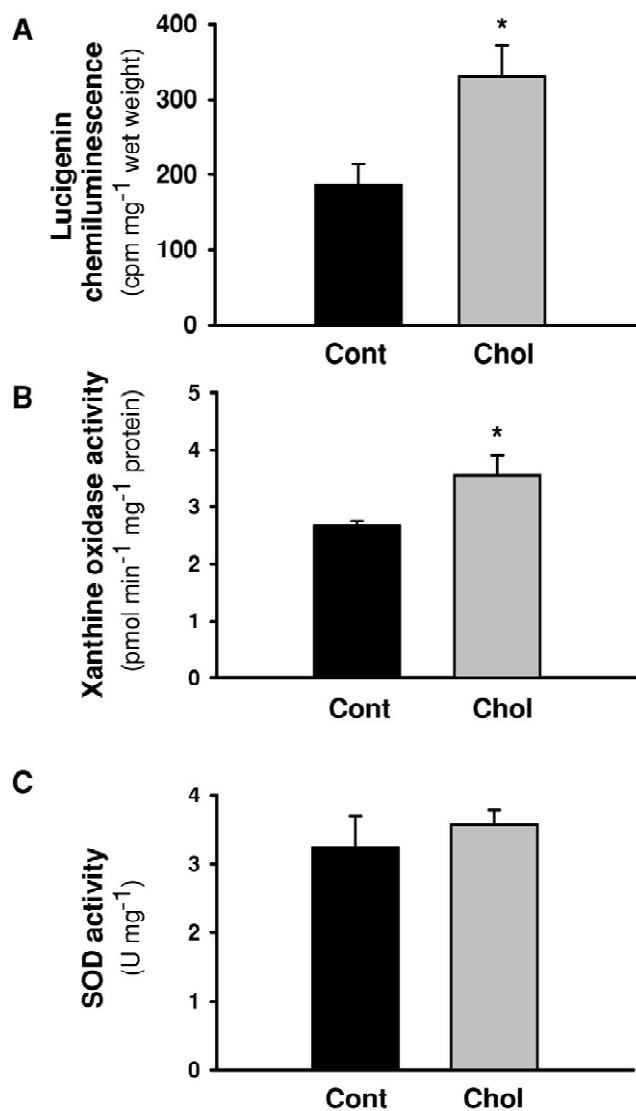 A
Lucigenin
chemiluminescence
(cpm mg⁻¹ wet weight)
400
300
200
100
0
*
Cont Chol
B
Xanthine oxidase activity
(pmol min⁻¹ mg⁻¹ protein)
5
4
3
2
1
0
*
Cont Chol
C
SOD activity
(U mg⁻¹)
4
3
2
1
0
Cont Chol